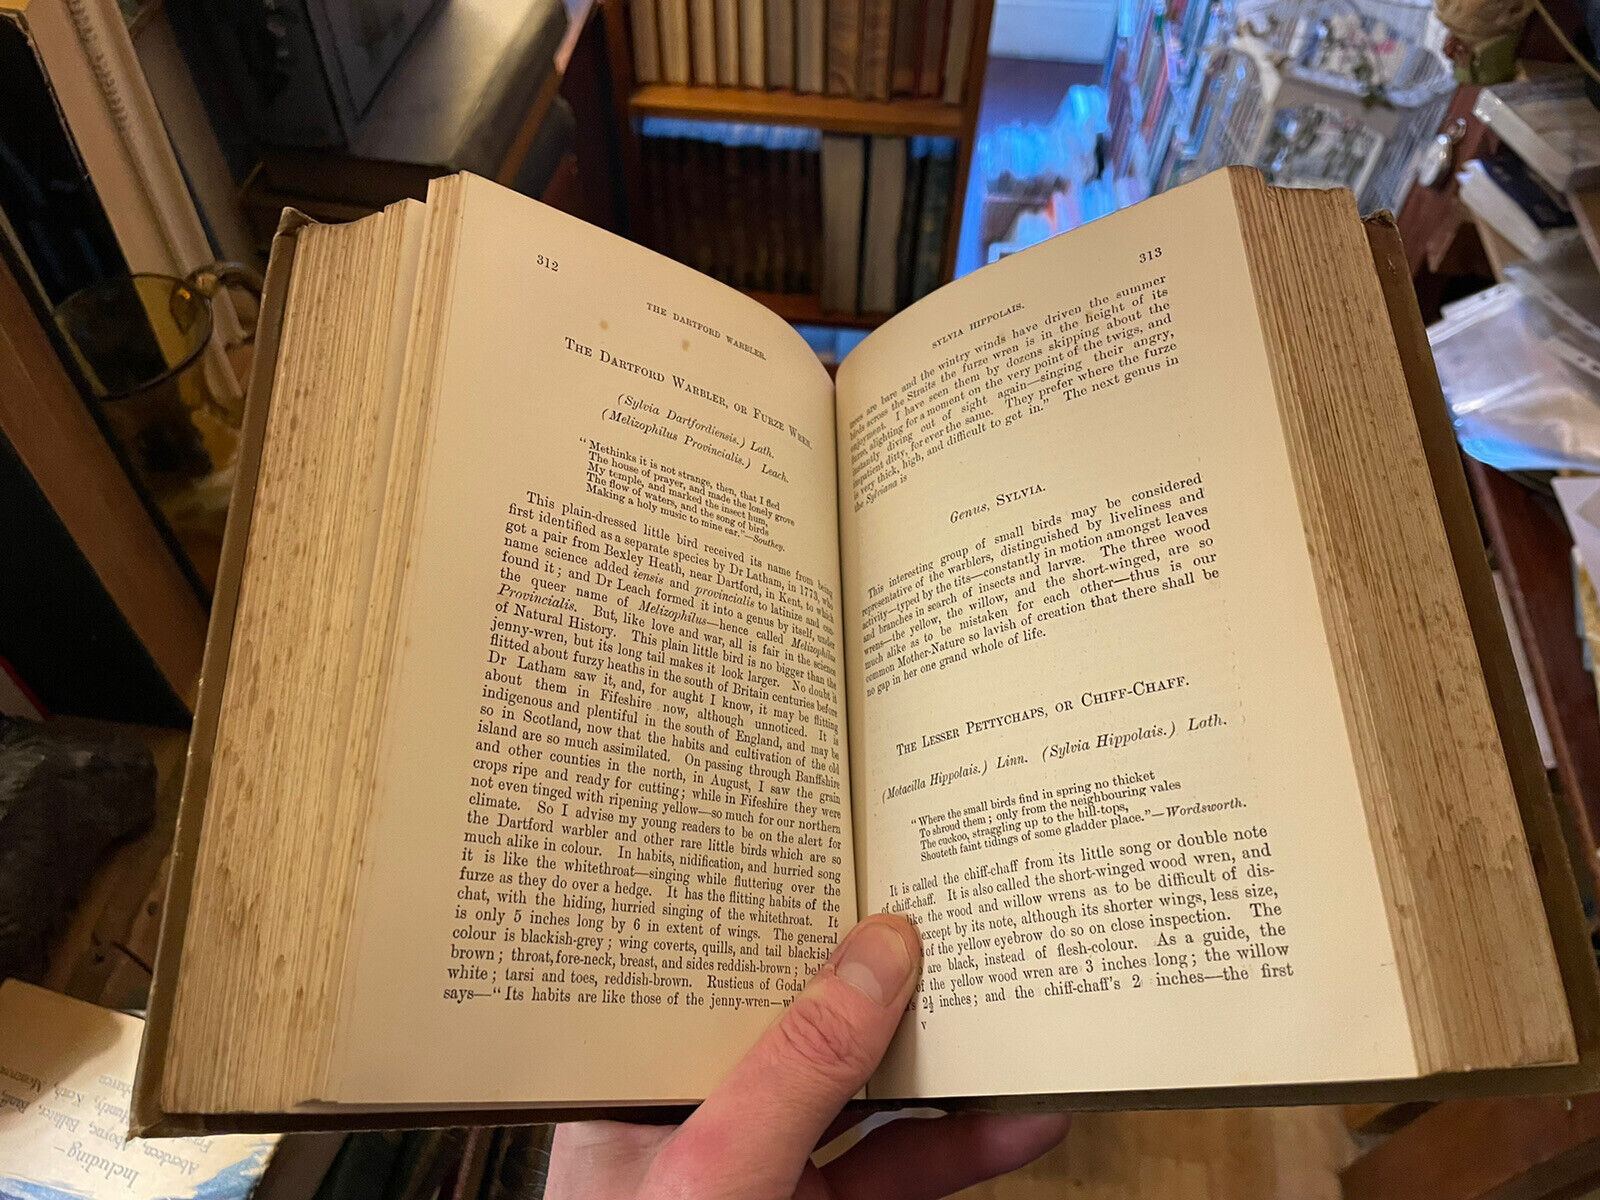 312
THE DARTFORD WARBLER.
THE DARTFORD WARBLER, OR FURZE WREN.
(Sylvia Dartfordiensis.) Lath.
(Melizophilus Provincialis.) Leach.
"Methinks it is not strange, then, that I fled
The house of prayer, and made the lonely grove
My temple, and marked the insect hum,
The flow of waters, and the song of birds
Making a holy music to mine ear."—Southey.
This plain-dressed little bird received its name from being
first identified as a separate species by Dr Latham, in 1773, who
got a pair from Bexley Heath, near Dartford, in Kent, to which
name science added iensis and provincialis to latinize and
found it; and Dr Leach formed it into a genus by itself, under
the queer name of Melizophilus—hence called Melizophilus
Provincialis. But, like love and war, all is fair in the science
of Natural History. This plain little bird is no bigger than the
jenny-wren, but its long tail makes it look larger. No doubt it
flitted about furzy heaths in the south of Britain centuries before
Dr Latham saw it, and, for aught I know, it may be flitting
about them in Fifeshire now, although unnoticed. It is
indigenous and plentiful in the south of England, and may be
so in Scotland, now that the habits and cultivation of the old
island are so much assimilated. On passing through Banffshire
and other counties in the north, in August, I saw the grain
crops ripe and ready for cutting; while in Fifeshire they were
not even tinged with ripening yellow—so much for our northern
climate. So I advise my young readers to be on the alert for
the Dartford warbler and other rare little birds which are so
much alike in colour. In habits, nidification, and hurried song
it is like the whitethroat—singing while fluttering over the
furze as they do over a hedge. It has the flitting habits of the
chat, with the hiding, hurried singing of the whitethroat. It
is only 5 inches long by 6 in extent of wings. The general
colour is blackish-grey; wing coverts, quills, and tail blackish-
brown; throat, fore-neck, breast, and sides reddish-brown;
white; tarsi and toes, reddish-brown. Rusticus of
says—"Its habits are like those of the jenny-wren—
313
SYLVIA HIPPOLAIS.
are bare and the wintry winds have driven the summer
birds across the Straits the furze wren is in the height of its
enjoyment. I have seen them by dozens skipping about the
furze, alighting for a moment on the very point of the twigs, and
instantly diving out of sight again—singing their angry,
impatient ditty, for ever the same. They prefer where the furze
is very thick, high, and difficult to get in." The next genus in
the Sylviana is
Genus, SYLVIA.
This interesting group of small birds may be considered
representative of the warblers, distinguished by liveliness and
activity—typed by the tits—constantly in motion amongst leaves
and branches in search of insects and larvæ. The three wood
wrens—the yellow, the willow, and the short-winged, are so
much alike as to be mistaken for each other—thus is our
common Mother-Nature so lavish of creation that there shall be
no gap in her one grand whole of life.
THE LESSER PETTYCHAPS, OR CHIFF-CHAFF.
(Motacilla Hippolais.) Linn. (Sylvia Hippolais.) Lath.
"Where the small birds find in spring no thicket
To shroud them; only from the neighbouring vales
The cuckoo, straggling up to the hill-tops,
Shouteth faint tidings of some gladder place."—Wordsworth.
It is called the chiff-chaff from its little song or double note
of chiff-chaff. It is also called the short-winged wood wren, and
like the wood and willow wrens as to be difficult of dis-
except by its note, although its shorter wings, less size,
of the yellow eyebrow do so on close inspection. The
are black, instead of flesh-colour. As a guide, the
of the yellow wood wren are 3 inches long; the willow
2½ inches; and the chiff-chaff's 2 inches—the first
v
Including—